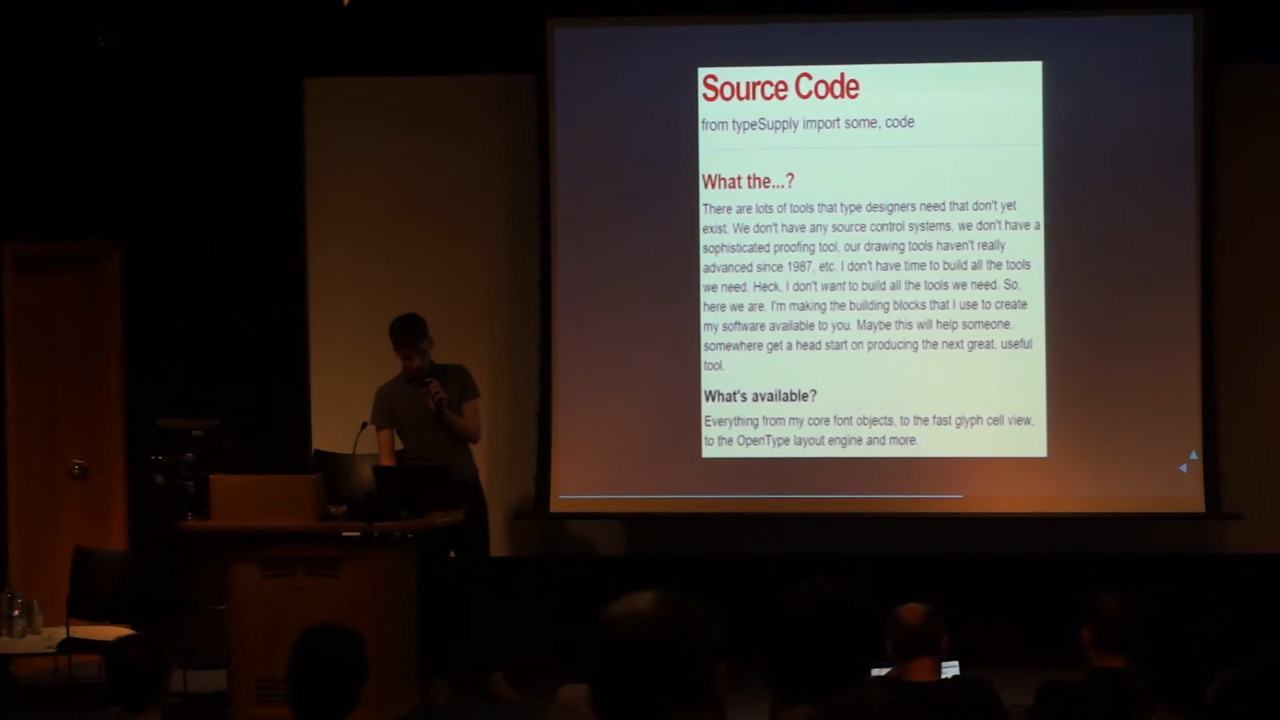 Source Code
from typeSupply import some, code
What the...?
There are lots of tools that type designers need that don't yet
exist. We don't have any source control systems, we don't have a
sophisticated proofing tool, our drawing tools haven't really
advanced since 1987, etc. I don't have time to build all the tools
we need. Heck, I don't want to build all the tools we need. So,
here we are. I'm making the building blocks that I use to create
my software available to you. Maybe this will help someone,
somewhere get a head start on producing the next great, useful
tool.
What's available?
Everything from my core font objects, to the fast glyph cell view,
to the OpenType layout engine and more.